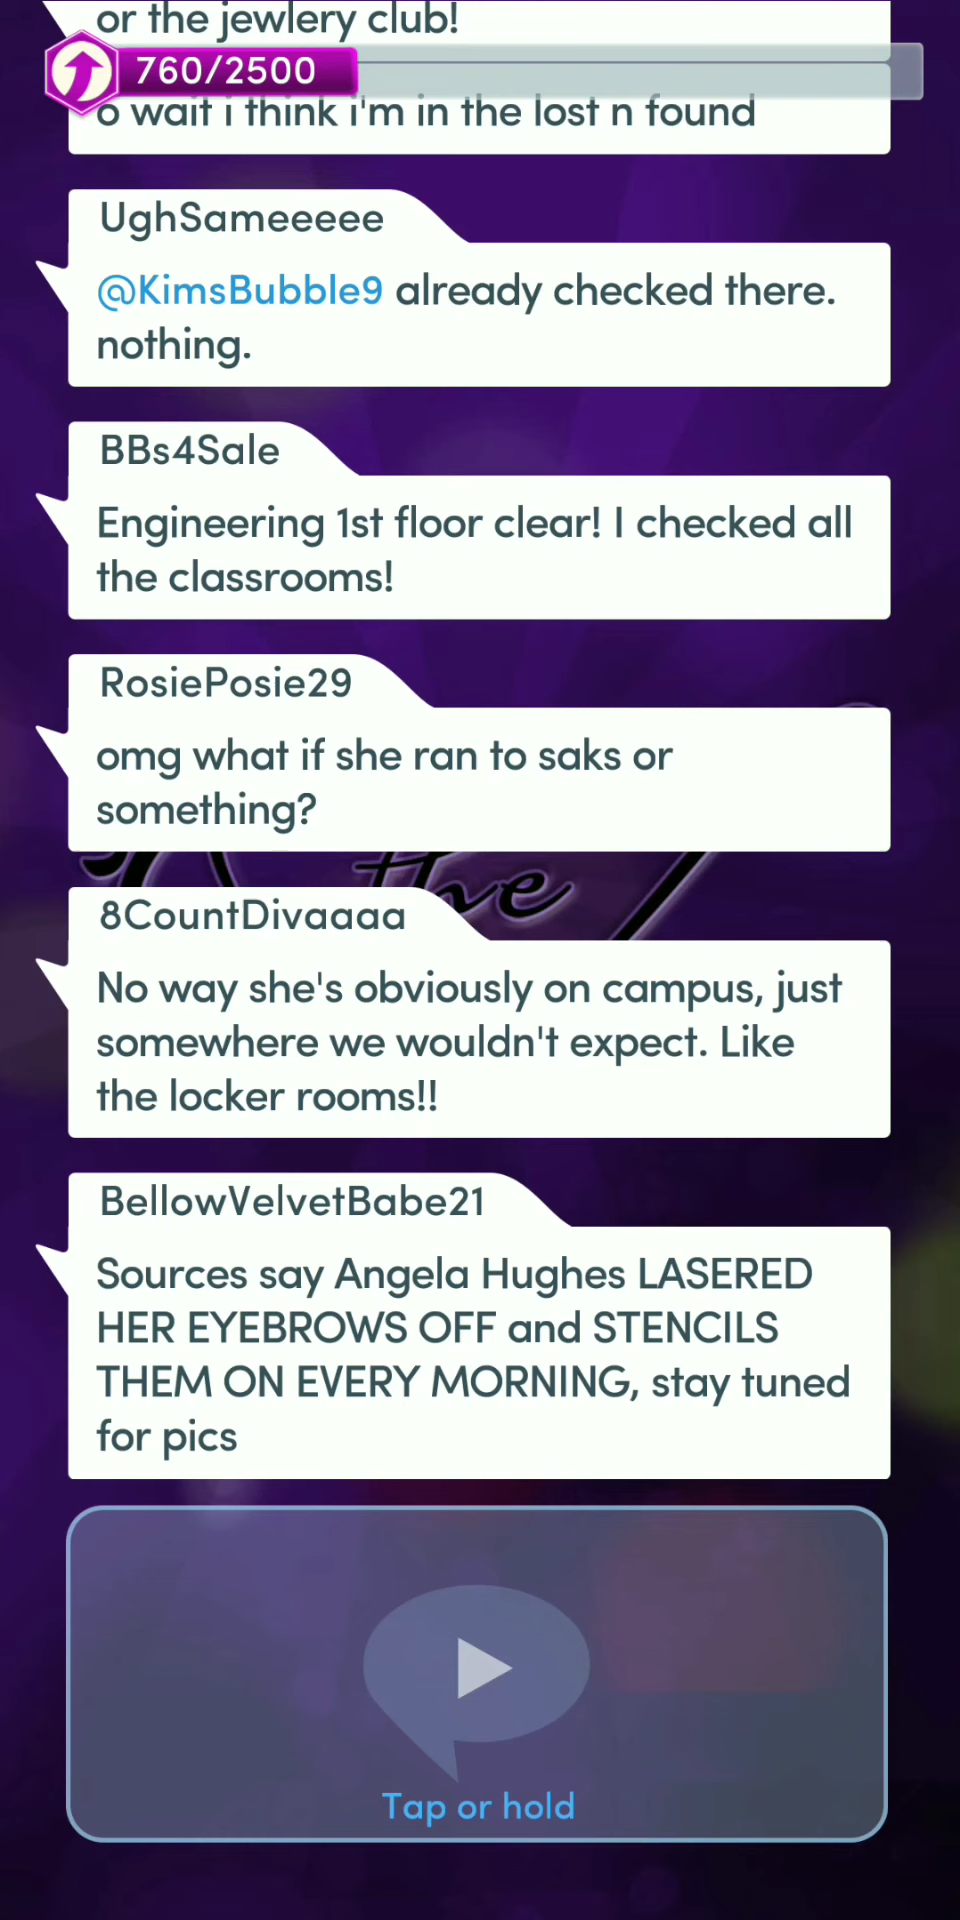 or the jewlery club!
760/2500
o wait i think i'm in the lost n found
UghSameeeee
@KimsBubble9 already checked there.
nothing.
BBs4Sale
Engineering 1st floor clear! I checked all
the classrooms!
RosiePosie29
omg what if she ran to saks or
something?
the
8CountDivaaaa
No way she's obviously on campus, just
somewhere we wouldn't expect. Like
the locker rooms!!
BellowVelvetBabe21
Sources say Angela Hughes LASERED
HER EYEBROWS OFF and STENCILS
THEM ON EVERY MORNING, stay tuned
for pics
Tap or hold